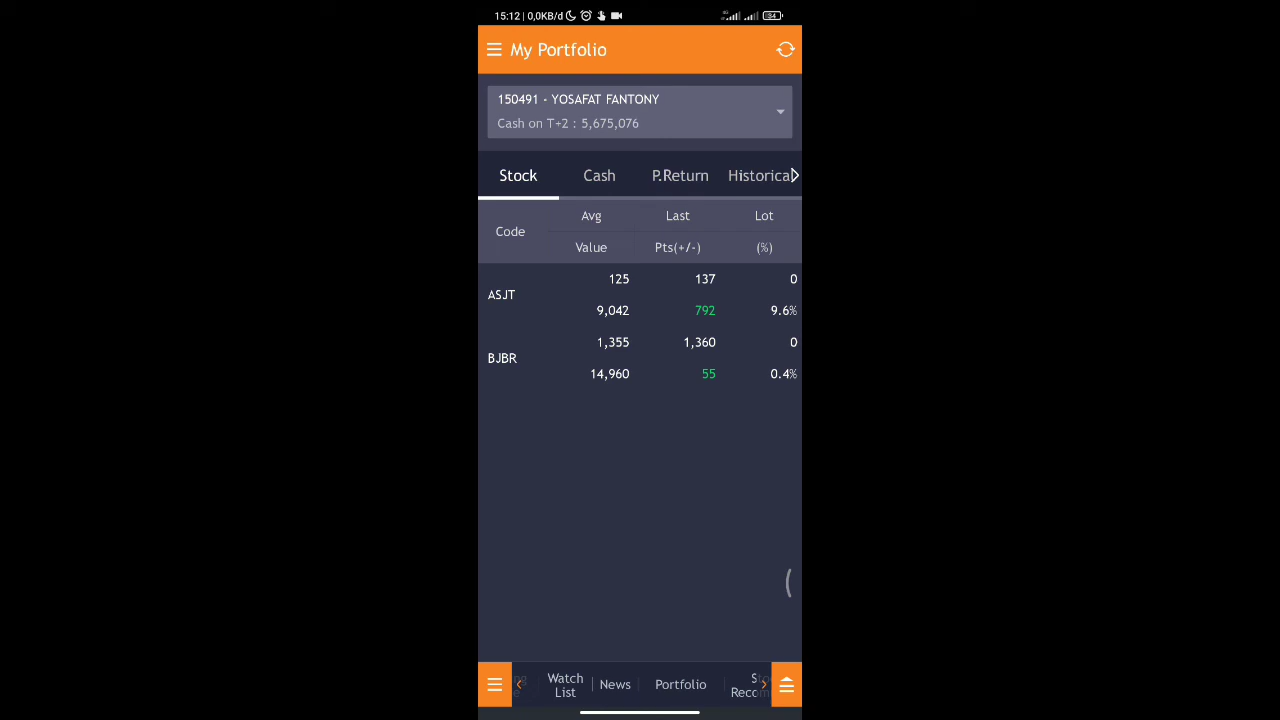 15:12 | 0,0KB/d
84
My Portfolio
150491 - YOSAFAT FANTONY
Cash on T+2 : 5,675,076
Stock Cash P.Return Historica
Code Avg Last Lot
Value Pts(+/-) (%)
ASJT 125 137 0
9,042 792 9.6%
BJBR 1,355 1,360 0
14,960 55 0.4%
Watch List News Portfolio